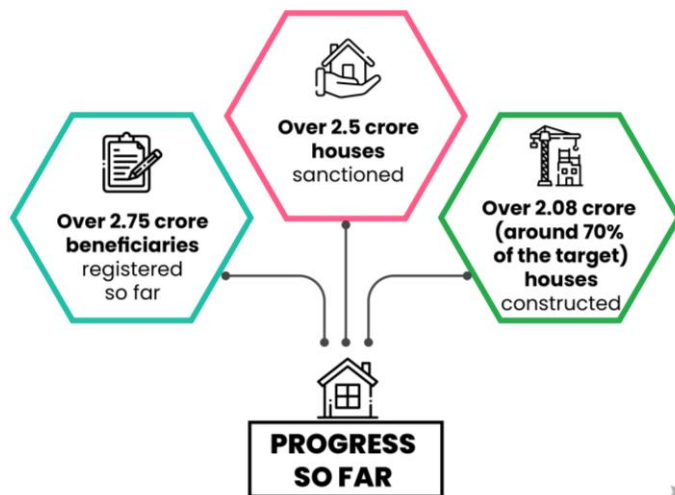 Over 2.5 crore
houses
sanctioned
Over 2.75 crore
beneficiaries
registered
so far
Over 2.08 crore
(around 70%
of the target)
houses
constructed
PROGRESS
SO FAR